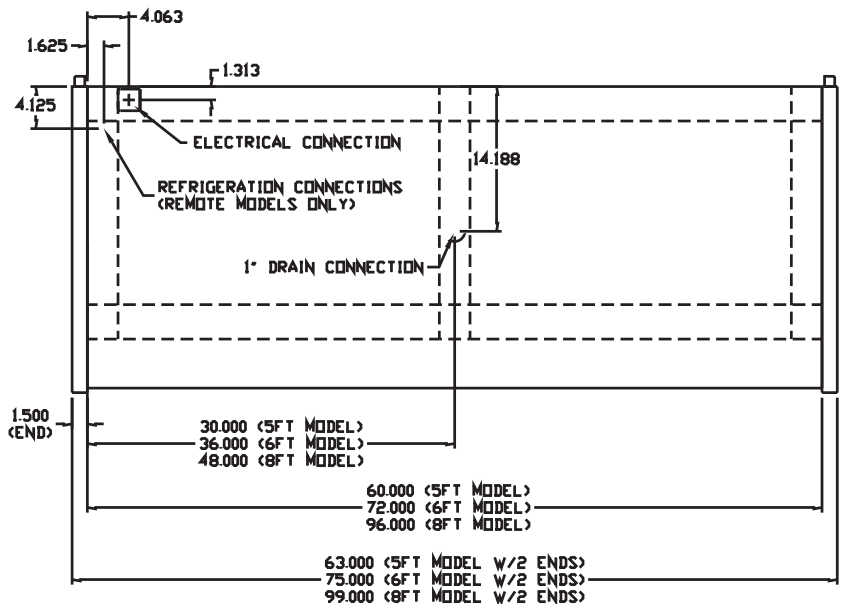 4.063
1.625
1.313
4.125
ELECTRICAL CONNECTION
14.188
REFRIGERATION CONNECTIONS
(REMOTE MODELS ONLY)
1" DRAIN CONNECTION
1.500
(END)
30.000 (5FT MODEL)
36.000 (6FT MODEL)
48.000 (8FT MODEL)
60.000 (5FT MODEL)
72.000 (6FT MODEL)
96.000 (8FT MODEL)
63.000 (5FT MODEL W/2 ENDS)
75.000 (6FT MODEL W/2 ENDS)
99.000 (8FT MODEL W/2 ENDS)